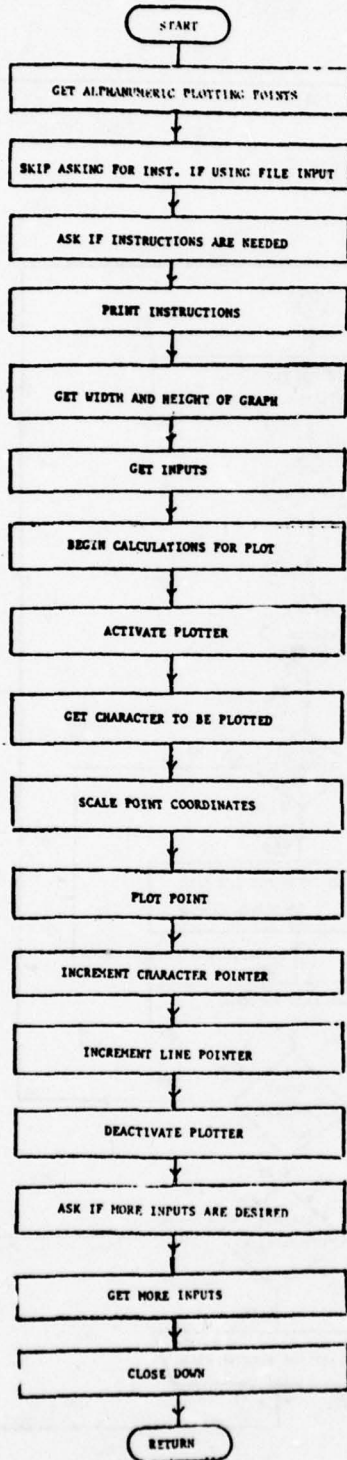 START
GET ALPHANUMERIC PLOTTING POINTS
SKIP ASKING FOR INST. IF USING FILE INPUT
ASK IF INSTRUCTIONS ARE NEEDED
PRINT INSTRUCTIONS
GET WIDTH AND HEIGHT OF GRAPH
GET INPUTS
BEGIN CALCULATIONS FOR PLOT
ACTIVATE PLOTTER
GET CHARACTER TO BE PLOTTED
SCALE POINT COORDINATES
PLOT POINT
INCREMENT CHARACTER POINTER
INCREMENT LINE POINTER
DEACTIVATE PLOTTER
ASK IF MORE INPUTS ARE DESIRED
GET MORE INPUTS
CLOSE DOWN
RETURN